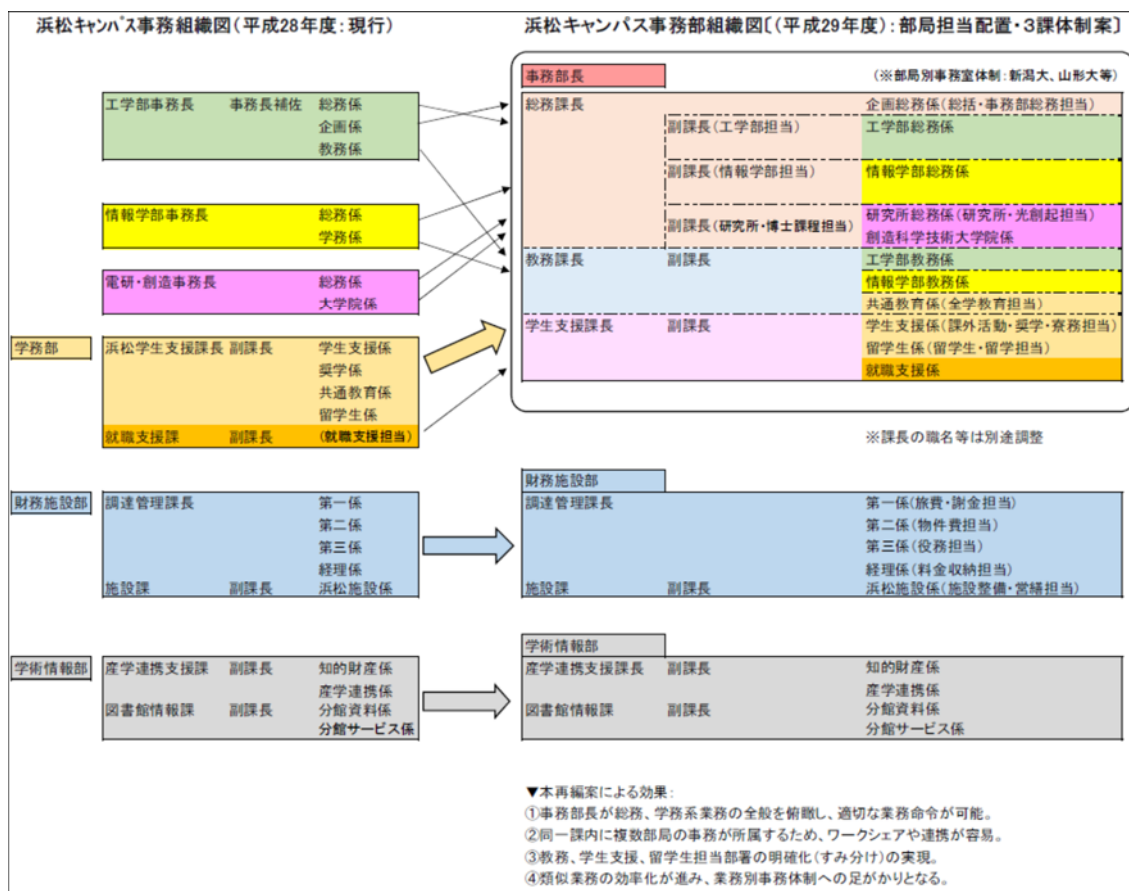 浜松キャンパス事務組織図(平成28年度:現行)
工学部事務長 事務長補佐 総務係
企画係
教務係
情報学部事務長 総務係
学務係
電研・創造事務長 総務係
大学院係
学務部 浜松学生支援課長 副課長 学生支援係
奨学係
共通教育係
留学生係
就職支援課 副課長 (就職支援担当)
財務施設部 調達管理課長 第一係
第二係
第三係
経理係
施設課 副課長 浜松施設係
学術情報部 産学連携支援課 副課長 知的財産係
産学連携係
図書館情報課 副課長 分館資料係
分館サービス係
浜松キャンパス事務部組織図〔(平成29年度):部局担当配置・3課体制案〕
事務部長 (※部局別事務室体制:新潟大、山形大等)
総務課長 企画総務係(総括・事務部総務担当)
副課長(工学部担当) 工学部総務係
副課長(情報学部担当) 情報学部総務係
副課長(研究所・博士課程担当) 研究所総務係(研究所・光創起担当)
創造科学技術大学院係
教務課長 副課長 工学部教務係
情報学部教務係
共通教育係(全学教育担当)
学生支援課長 副課長 学生支援係(課外活動・奨学・寮務担当)
留学生係(留学生・留学担当)
就職支援係
※課長の職名等は別途調整
財務施設部
調達管理課長 第一係(旅費・謝金担当)
第二係(物件費担当)
第三係(役務担当)
経理係(料金収納担当)
施設課 副課長 浜松施設係(施設整備・営繕担当)
学術情報部
産学連携支援課長 副課長 知的財産係
産学連携係
図書館情報課 副課長 分館資料係
分館サービス係
▼本再編案による効果:
①事務部長が総務、学務系業務の全般を俯瞰し、適切な業務命令が可能。
②同一課内に複数部局の事務が所属するため、ワークシェアや連携が容易。
③教務、学生支援、留学生担当部署の明確化(すみ分け)の実現。
④類似業務の効率化が進み、業務別事務体制への足がかりとなる。